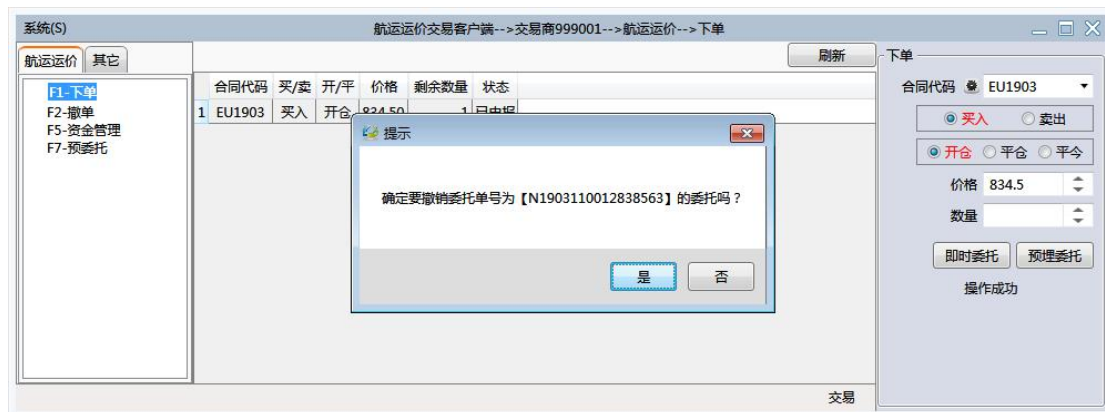 系统(S)
航运运价交易客户端-->交易商999001-->航运运价-->下单
航运运价 其它
F1-下单
F2-撤单
F5-资金管理
F7-预委托
刷新
合同代码 买/卖 开/平 价格 剩余数量 状态
1 EU1903 买入 开仓 834.50 1 已申报
提示
确定要撤销委托单号为【N1903110012838563】的委托吗？
是 否
交易
下单
合同代码 EU1903
买入 卖出
开仓 平仓 平今
价格 834.5
数量
即时委托 预埋委托
操作成功